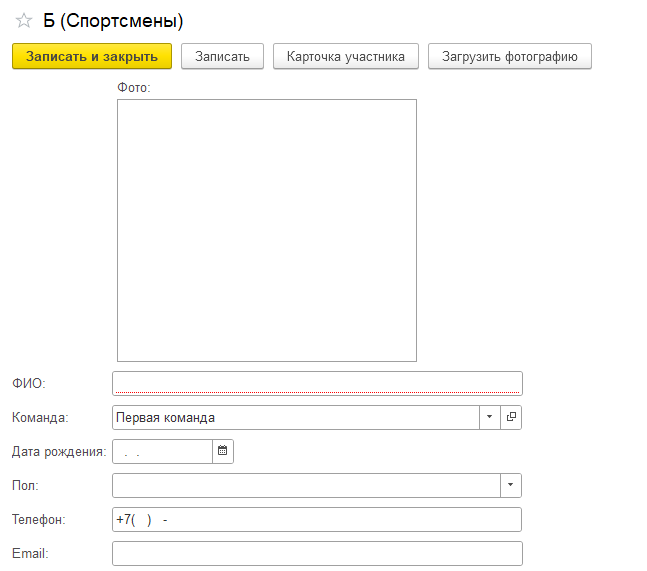 Б (Спортсмены)
Записать и закрыть Записать Карточка участника Загрузить фотографию
Фото:
ФИО:
Команда: Первая команда
Дата рождения: . .
Пол:
Телефон: +7( ) -
Email: